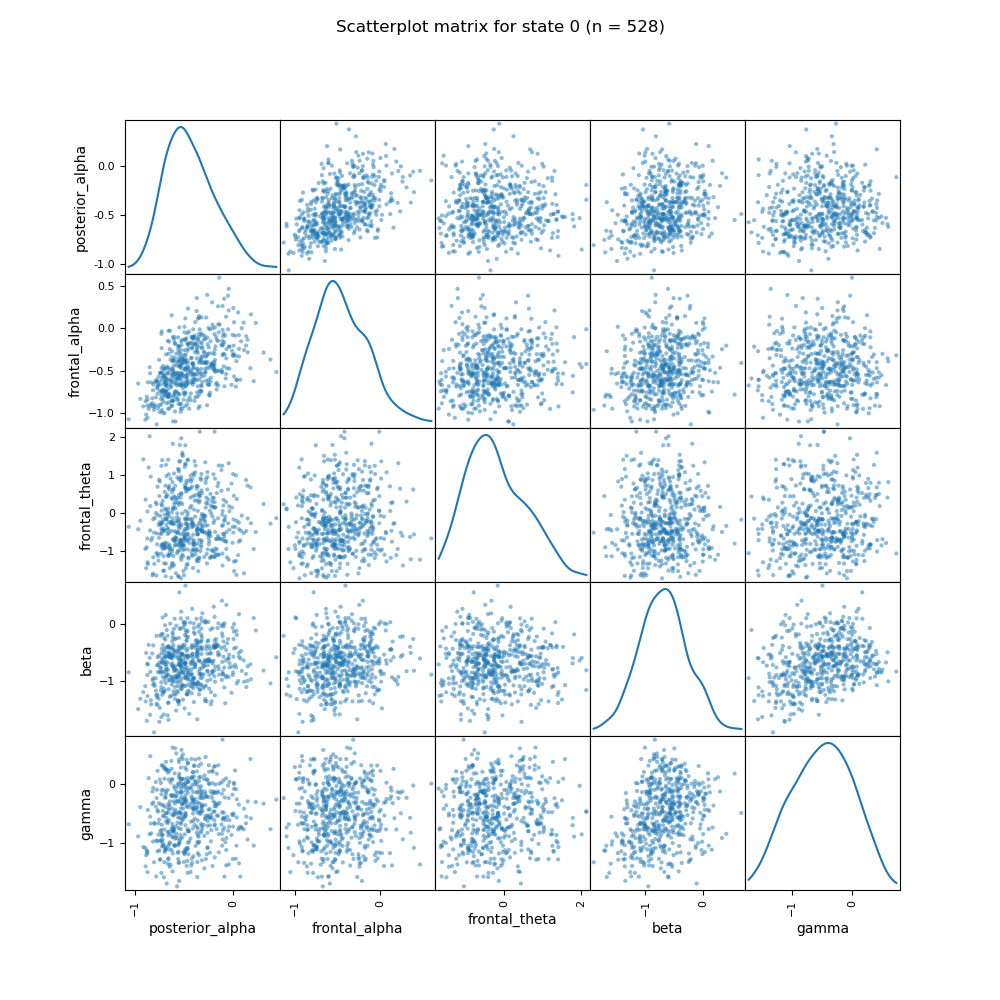 Scatterplot matrix for state 0 (n = 528)
posterior_alpha
0.0
-0.5
-1.0
frontal_alpha
0.5
0.0
−0.5
−1.0
frontal_theta
2
1
0
−1
beta
0
−1
gamma
0
−1
−1 0 −1 0 0 2 −1 0 −1 0
posterior_alpha frontal_alpha frontal_theta beta gamma